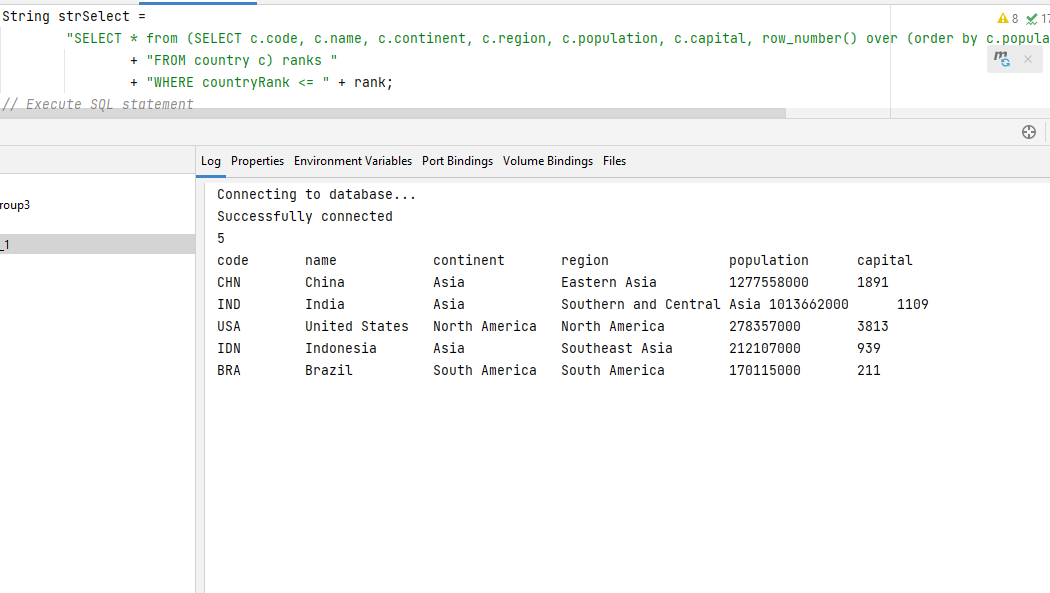 String strSelect =
⚠ 8 ✓ 17
"SELECT * from (SELECT c.code, c.name, c.continent, c.region, c.population, c.capital, row_number() over (order by c.popula
+ "FROM country c) ranks "
+ "WHERE countryRank <= " + rank;
// Execute SQL statement
Log Properties Environment Variables Port Bindings Volume Bindings Files
Connecting to database...
roup3
Successfully connected
5
_1
code name continent region population capital
CHN China Asia Eastern Asia 1277558000 1891
IND India Asia Southern and Central Asia 1013662000 1109
USA United States North America North America 278357000 3813
IDN Indonesia Asia Southeast Asia 212107000 939
BRA Brazil South America South America 170115000 211